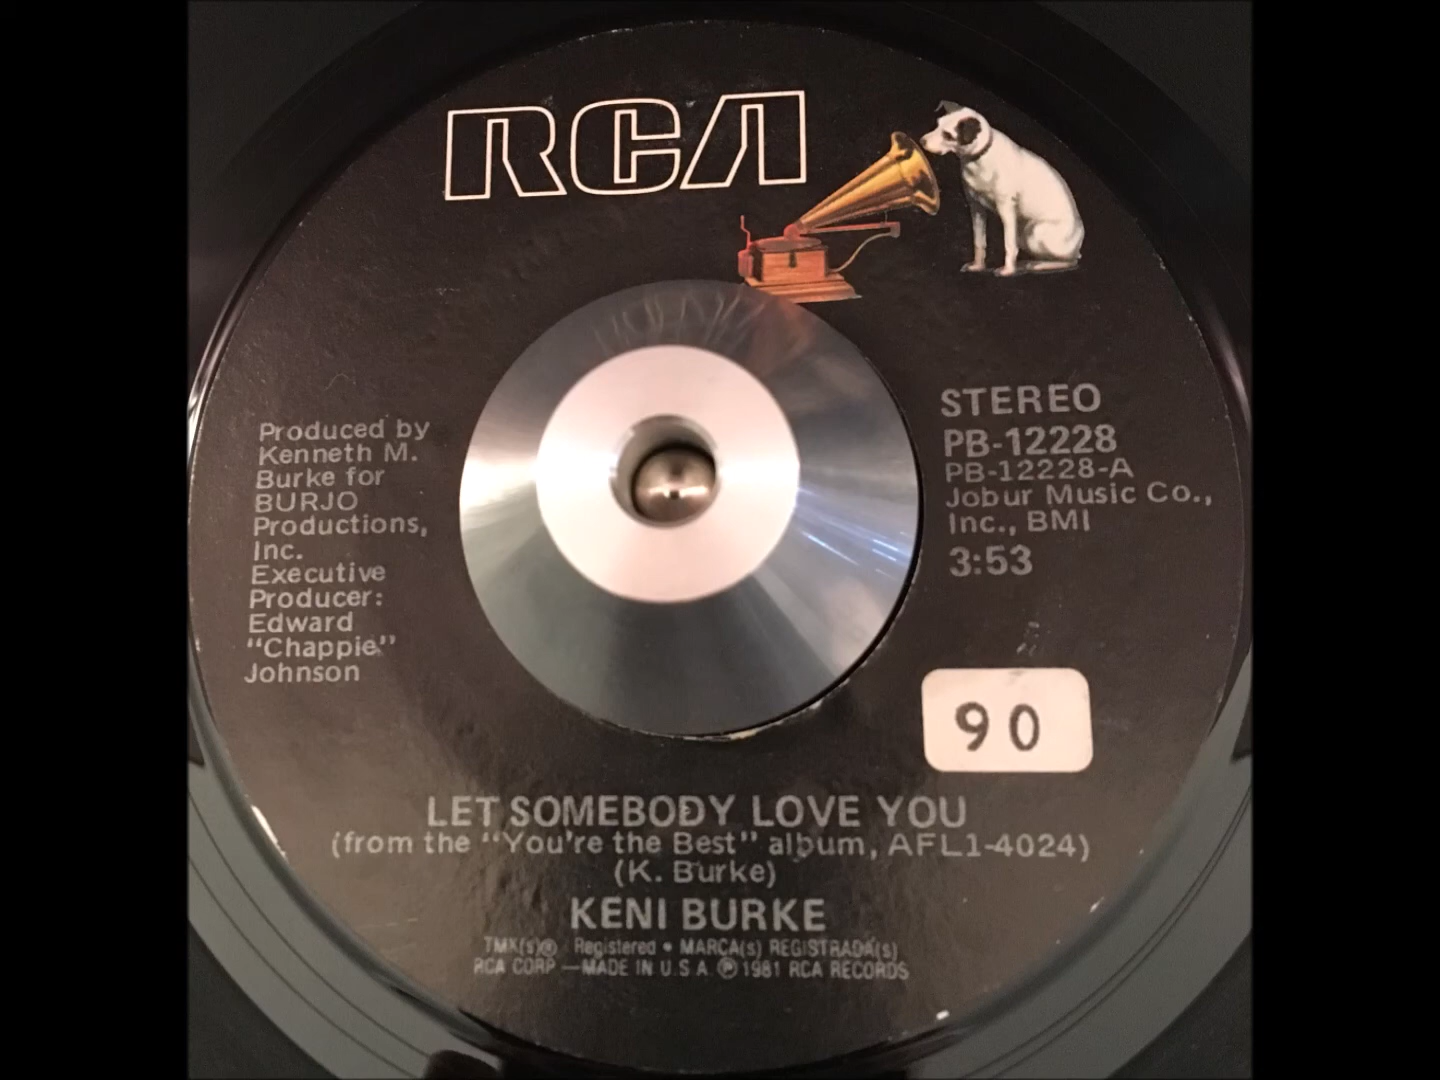 RCA
Produced by
Kenneth M.
Burke for
BURJO
Productions,
Inc.
Executive
Producer:
Edward
"Chappie"
Johnson
STEREO
PB-12228
PB-12228-A
Jobur Music Co.,
Inc., BMI
3:53
90
LET SOMEBODY LOVE YOU
(from the "You're the Best" album, AFL1-4024)
(K. Burke)
KENI BURKE
TMK(s)® Registered • MARCA(s) REGISTRADA(s)
RCA CORP.—MADE IN U.S.A. ℗ 1981 RCA RECORDS